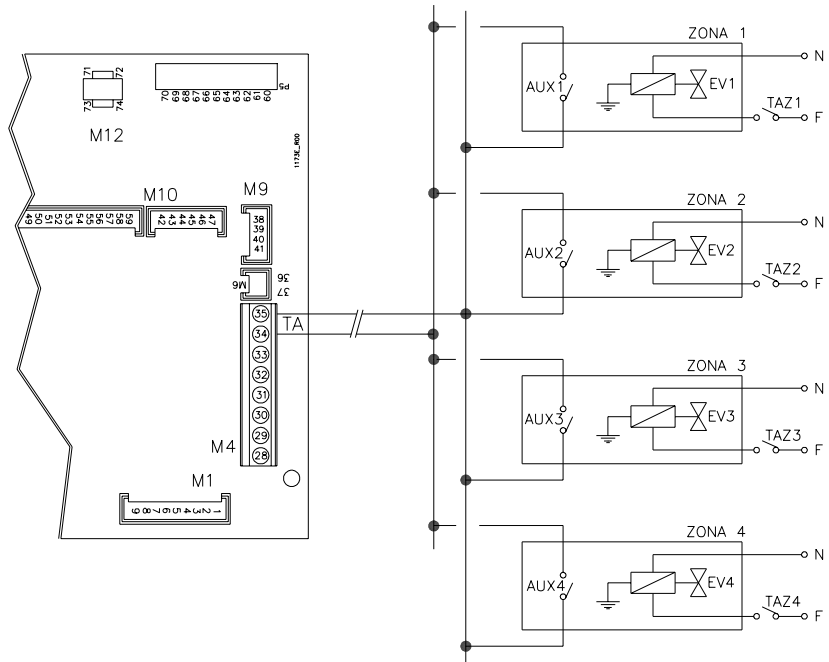 71 72
73 74
M12
70 69 68 67 66 65 64 63 62 61 60
P5
1173E_R00
M10
49 50 51 52 53 54 55 56 57 58 59
42 43 44 45 46 47
M9
38
39
40
41
M6
36
37
35
34
33
32
31
30
29
28
TA
M4
M1
9 8 7 6 5 4 3 2 1
ZONA 1
AUX1
EV1
N
TAZ1
F
ZONA 2
AUX2
EV2
N
TAZ2
F
ZONA 3
AUX3
EV3
N
TAZ3
F
ZONA 4
AUX4
EV4
N
TAZ4
F